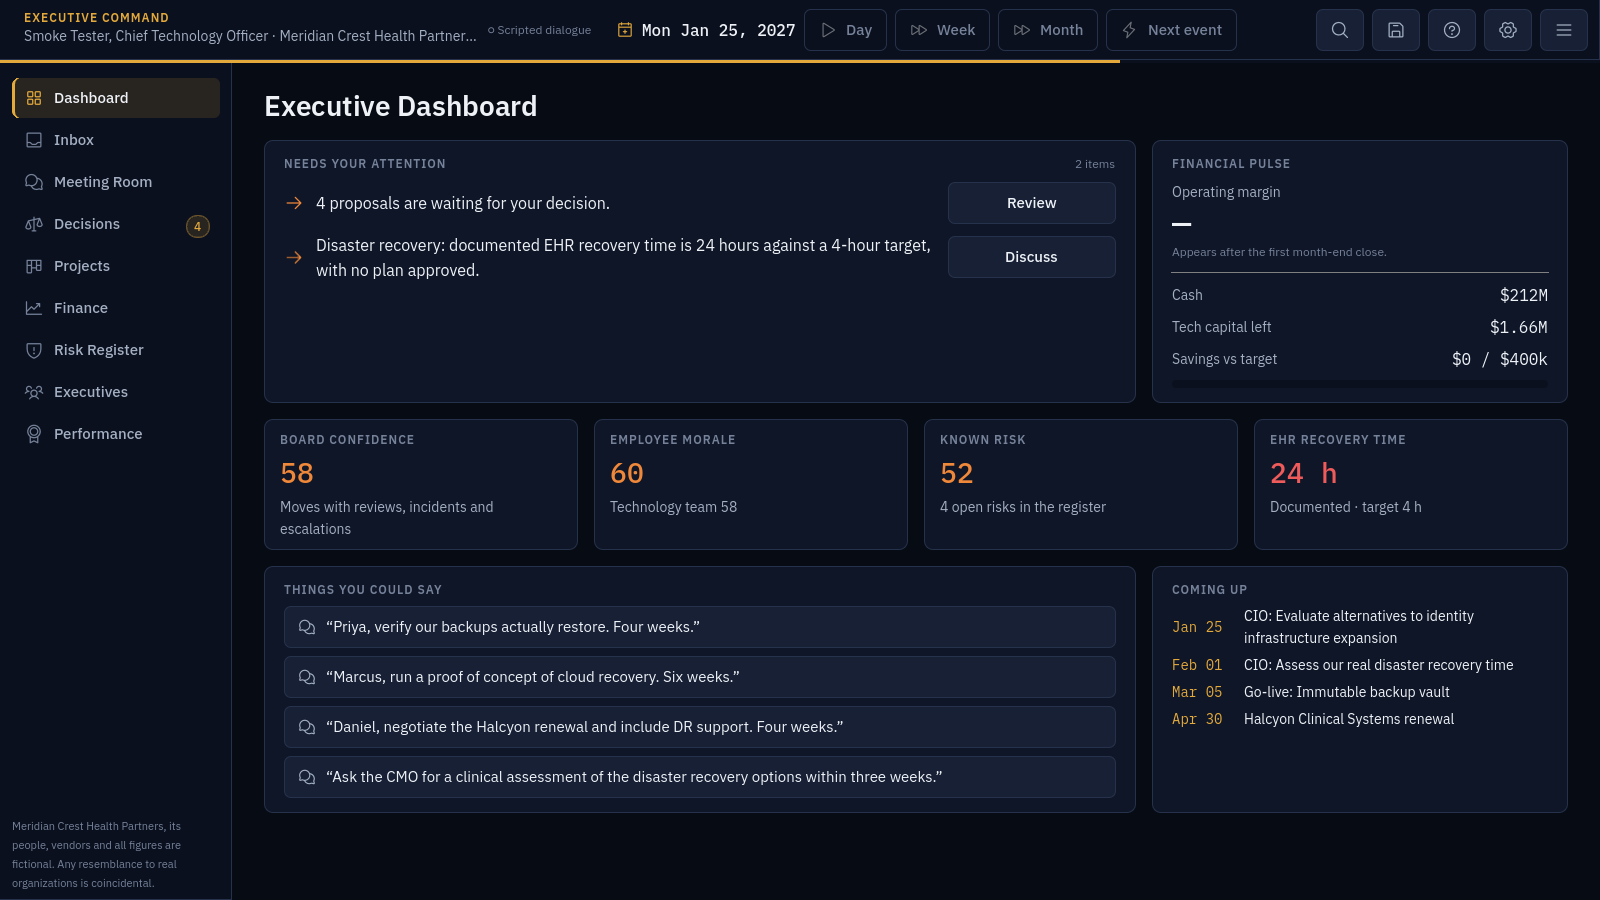 EXECUTIVE COMMAND
Smoke Tester, Chief Technology Officer · Meridian Crest Health Partner…
Scripted dialogue
Mon Jan 25, 2027
Day
Week
Month
Next event
Dashboard
Inbox
Meeting Room
Decisions
4
Projects
Finance
Risk Register
Executives
Performance
Meridian Crest Health Partners, its
people, vendors and all figures are
fictional. Any resemblance to real
organizations is coincidental.
Executive Dashboard
NEEDS YOUR ATTENTION
2 items
4 proposals are waiting for your decision.
Review
Disaster recovery: documented EHR recovery time is 24 hours against a 4-hour target,
with no plan approved.
Discuss
FINANCIAL PULSE
Operating margin
—
Appears after the first month-end close.
Cash
$212M
Tech capital left
$1.66M
Savings vs target
$0 / $400k
BOARD CONFIDENCE
58
Moves with reviews, incidents and
escalations
EMPLOYEE MORALE
60
Technology team 58
KNOWN RISK
52
4 open risks in the register
EHR RECOVERY TIME
24 h
Documented · target 4 h
THINGS YOU COULD SAY
“Priya, verify our backups actually restore. Four weeks.”
“Marcus, run a proof of concept of cloud recovery. Six weeks.”
“Daniel, negotiate the Halcyon renewal and include DR support. Four weeks.”
“Ask the CMO for a clinical assessment of the disaster recovery options within three weeks.”
COMING UP
Jan 25
CIO: Evaluate alternatives to identity
infrastructure expansion
Feb 01
CIO: Assess our real disaster recovery time
Mar 05
Go-live: Immutable backup vault
Apr 30
Halcyon Clinical Systems renewal